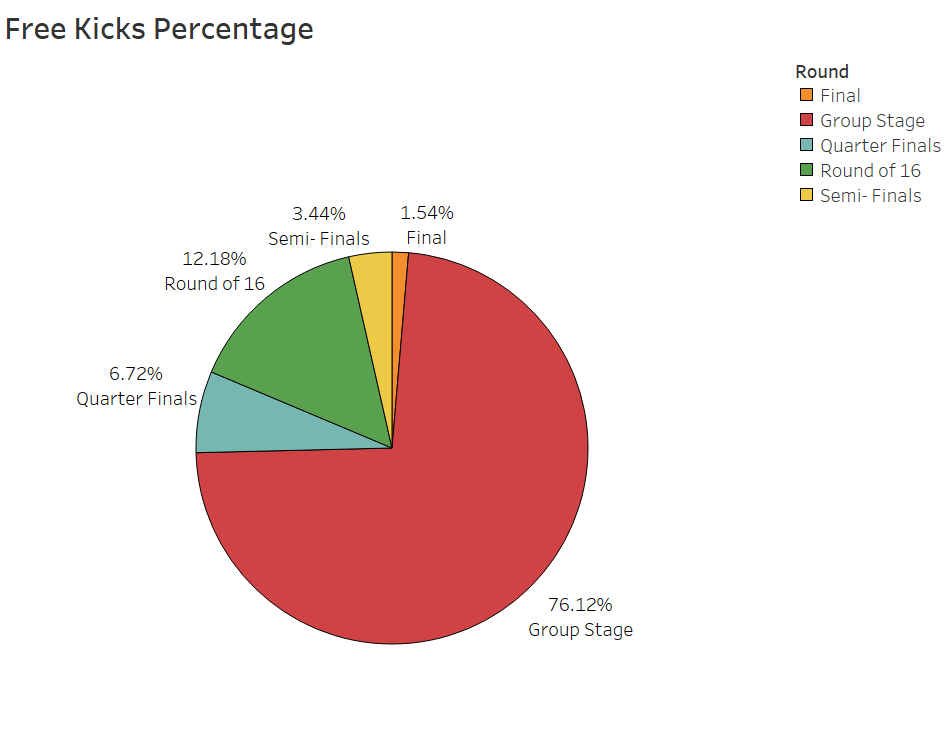 Free Kicks Percentage
Round
Final
Group Stage
Quarter Finals
Round of 16
Semi- Finals
3.44%
Semi- Finals
1.54%
Final
12.18%
Round of 16
6.72%
Quarter Finals
76.12%
Group Stage